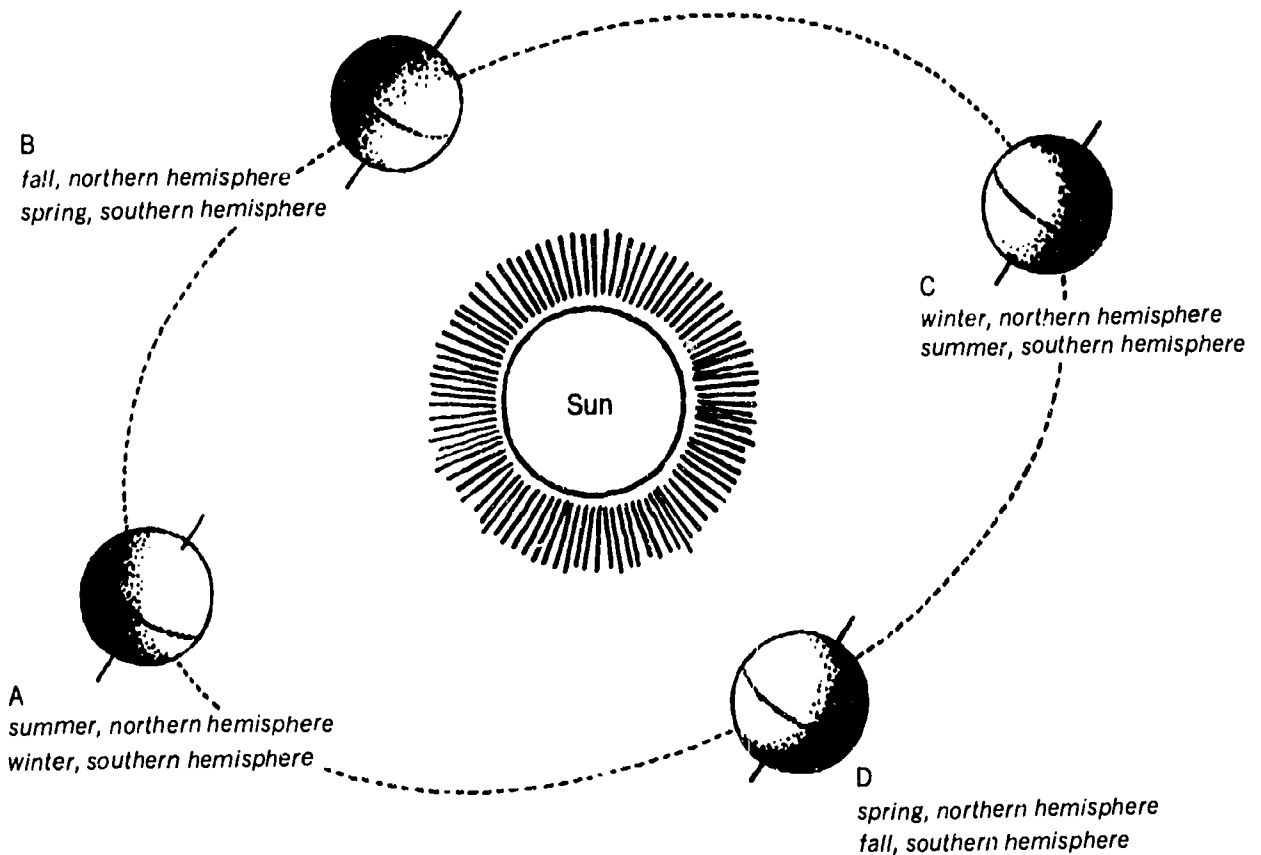 B
fall, northern hemisphere
spring, southern hemisphere
C
winter, northern hemisphere
summer, southern hemisphere
Sun
A
summer, northern hemisphere
winter, southern hemisphere
D
spring, northern hemisphere
fall, southern hemisphere